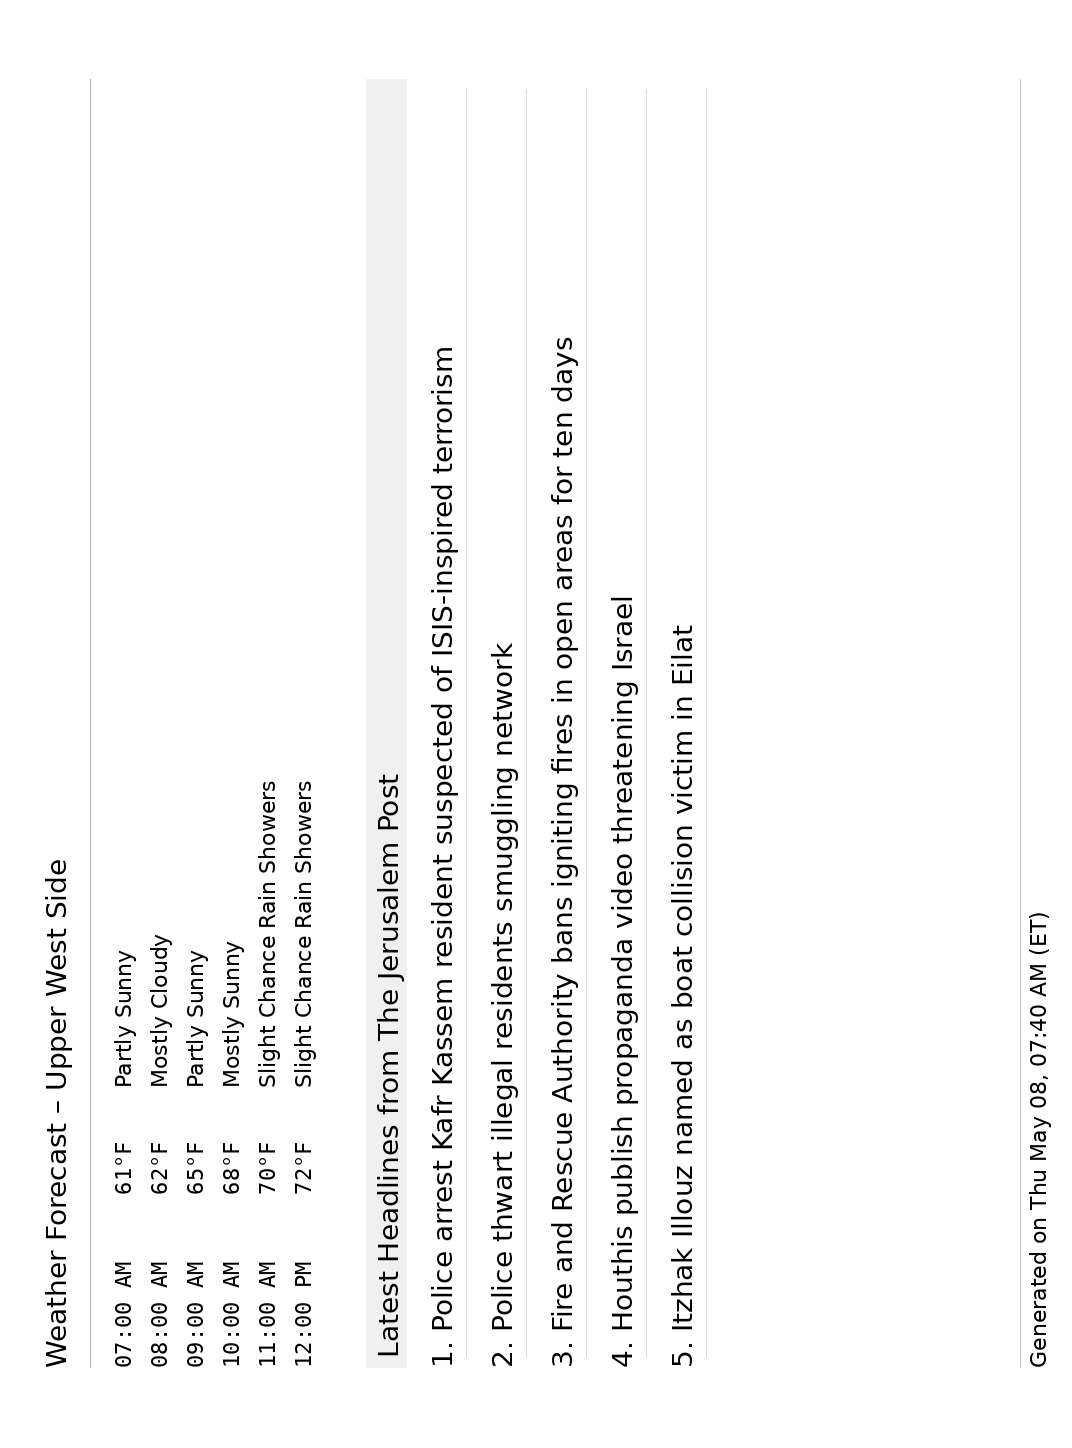 Weather Forecast – Upper West Side
07:00 AM 61°F Partly Sunny
08:00 AM 62°F Mostly Cloudy
09:00 AM 65°F Partly Sunny
10:00 AM 68°F Mostly Sunny
11:00 AM 70°F Slight Chance Rain Showers
12:00 PM 72°F Slight Chance Rain Showers
Latest Headlines from The Jerusalem Post
1. Police arrest Kafr Kassem resident suspected of ISIS-inspired terrorism
2. Police thwart illegal residents smuggling network
3. Fire and Rescue Authority bans igniting fires in open areas for ten days
4. Houthis publish propaganda video threatening Israel
5. Itzhak Illouz named as boat collision victim in Eilat
Generated on Thu May 08, 07:40 AM (ET)